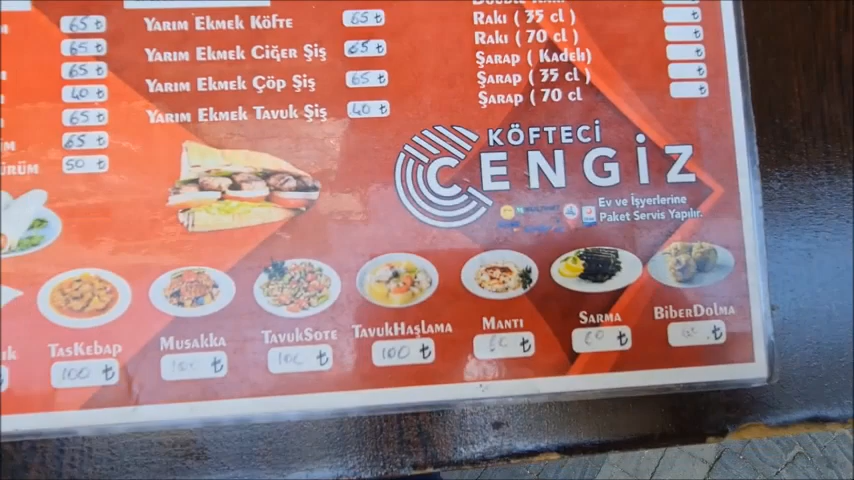 65 ₺
65 ₺
65 ₺
40 ₺
65 ₺
65 ₺
50 ₺
Yarım Ekmek Köfte 65 ₺
Yarım Ekmek Ciğer Şiş 65 ₺
Yarım Ekmek Çöp Şiş 65 ₺
Yarım Ekmek Tavuk Şiş 40 ₺
Rakı ( 35 cl ) ₺
Rakı ( 70 cl ) ₺
Şarap ( Kadeh ) ₺
Şarap ( 35 cl ) ₺
Şarap ( 70 cl ₺
KÖFTECİ
CENGİZ
Ev ve İşyerlerine
Paket Servis Yapılır.
TasKebap
100 ₺
Musakka
₺
TavukSote
100 ₺
TavukHaşlama
100 ₺
Mantı
60 ₺
Sarma
60 ₺
BiberDolma
₺